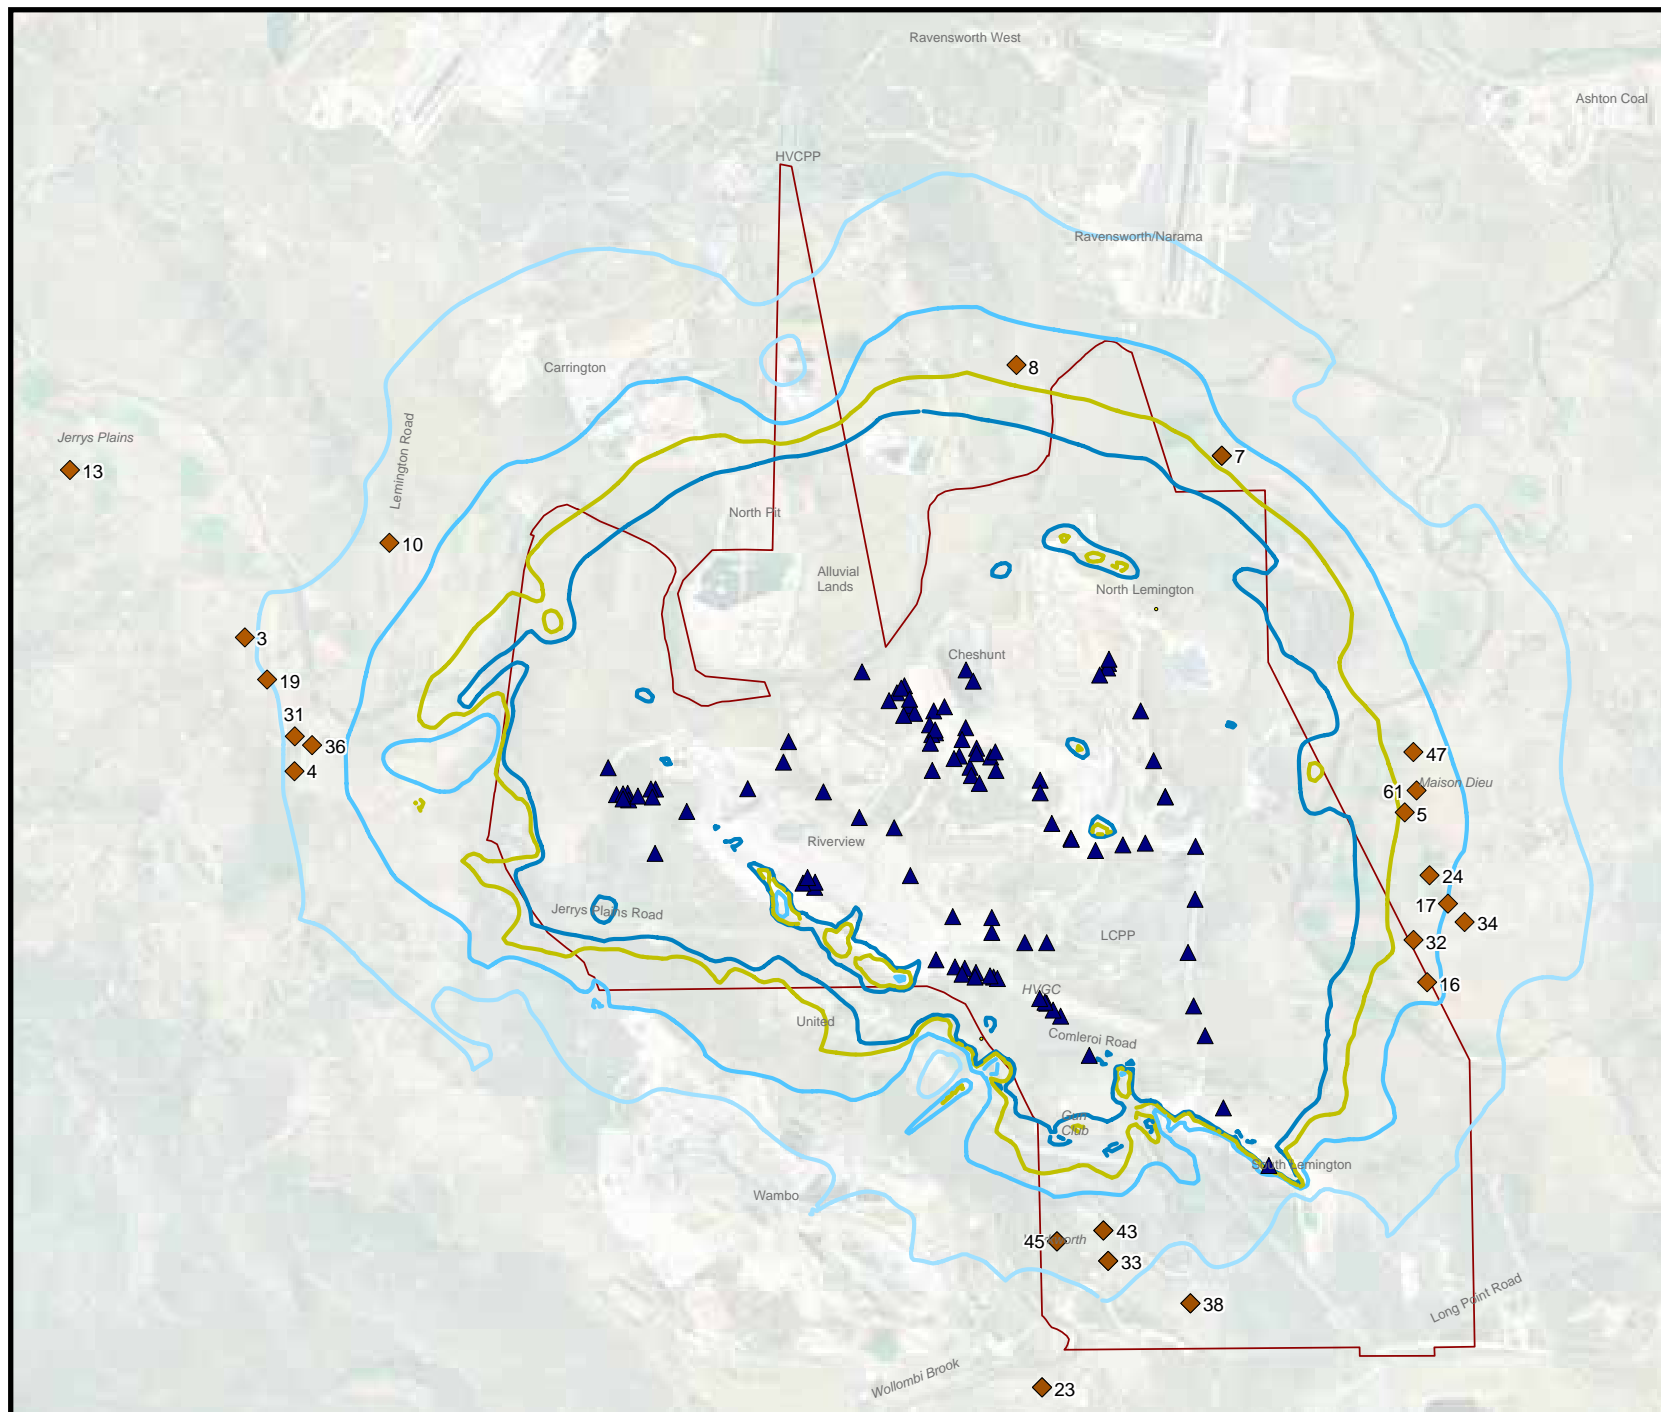 Ravensworth West
Ashton Coal
HVCPP
Ravensworth/Narama
Carrington
8
Jerrys Plains
13
Lemington Road
7
North Pit
10
Alluvial
Lands
North Lemington
3
Cheshunt
19
31
36
4
47
Maison Dieu
61
5
Riverview
24
17
34
Jerrys Plains Road
LCPP
32
16
HVGC
United
Comleroi Road
Gun
Club
South Lemington
Wambo
43
45
33
38
Long Point Road
Wollombi Brook
23